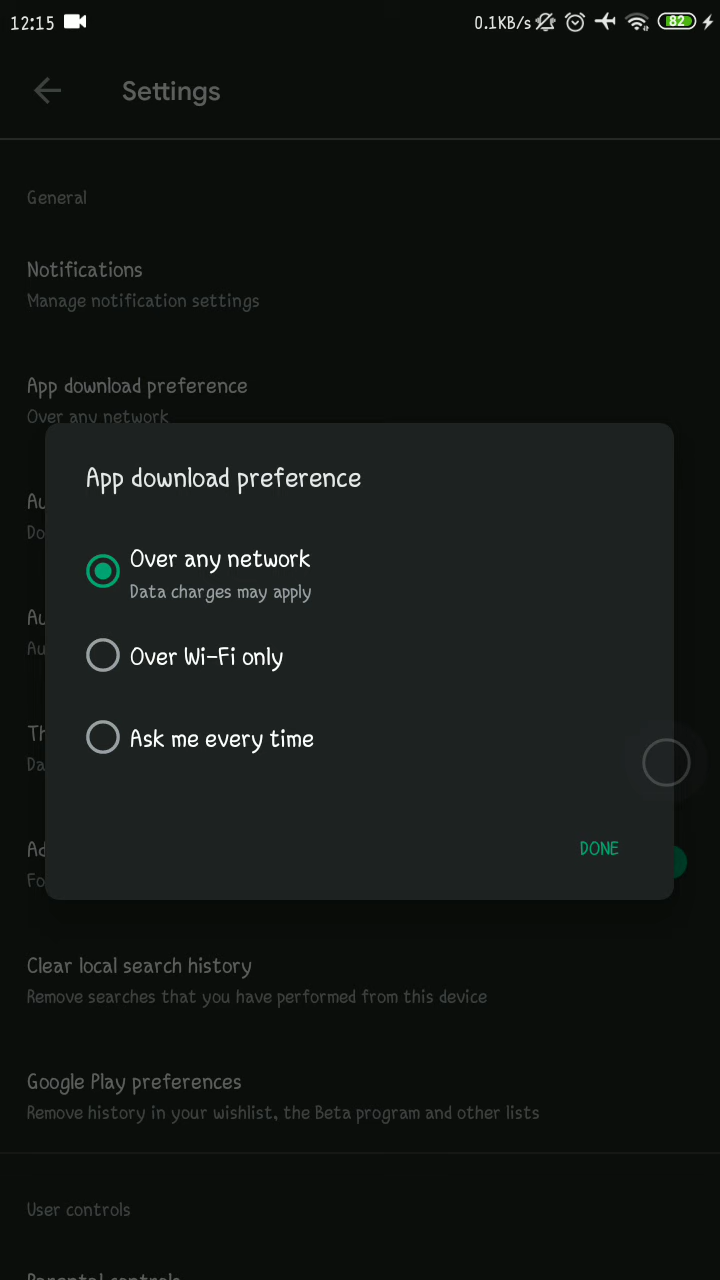 12:15 0.1KB/s 82
Settings
General
Notifications
Manage notification settings
App download preference
Over any network
App download preference
Over any network
Data charges may apply
Over Wi-Fi only
Ask me every time
DONE
Clear local search history
Remove searches that you have performed from this device
Google Play preferences
Remove history in your wishlist, the Beta program and other lists
User controls
Parental controls